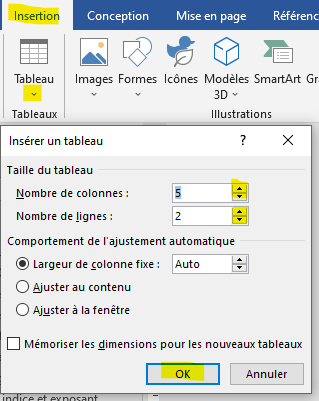 Insertion Conception Mise en page Référenc
Tableau Images Formes Icônes Modèles 3D SmartArt Gra
Tableaux Illustrations
Insérer un tableau ? ×
Taille du tableau
Nombre de colonnes : 5
Nombre de lignes : 2
Comportement de l'ajustement automatique
Largeur de colonne fixe : Auto
Ajuster au contenu
Ajuster à la fenêtre
Mémoriser les dimensions pour les nouveaux tableaux
OK Annuler
indice et exposant